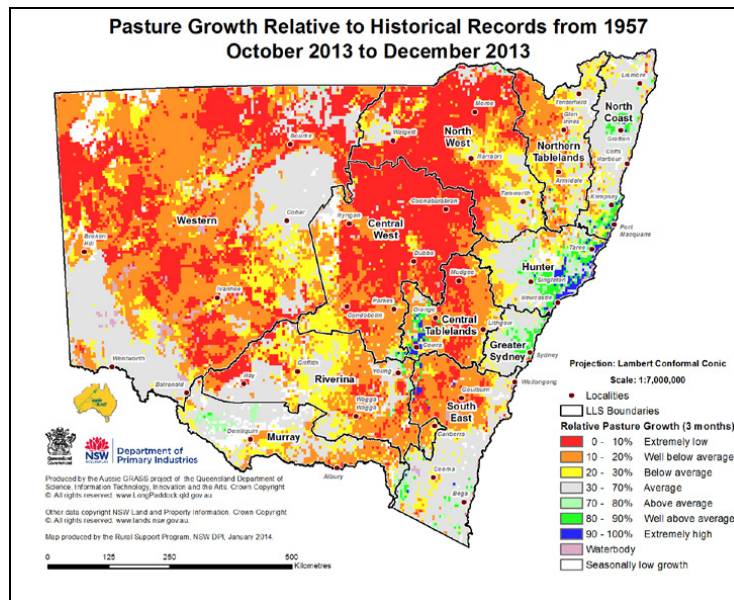 Pasture Growth Relative to Historical Records from 1957
October 2013 to December 2013
Lismore
Tenterfield
North
Coast
Glen
Innes
Moree
Grafton
North
West
Northern
Tablelands
Coffs
Harbour
Walgett
Bourke
Narrabri
Armidale
Tamworth
Kempsey
Coonabarabran
Port
Macquarie
Western
Cobar
Nyngan
Central
West
Taree
Broken
Hill
Dubbo
Hunter
Singleton
Mudgee
Ivanhoe
Newcastle
Parkes
Condobolin
Orange
Central
Tablelands
Lithgow
Cowra
Greater
Sydney
Sydney
Griffith
Wentworth
Riverina
Young
Hay
Balranald
Goulburn
Wollongong
Wagga
Wagga
South
East
Deniliquin
Murray
Canberra
Albury
Cooma
Bega
Projection: Lambert Conformal Conic
Scale: 1:7,000,000
Localities
LLS Boundaries
Relative Pasture Growth (3 months)
0 - 10% Extremely low
10 - 20% Well below average
20 - 30% Below average
30 - 70% Average
70 - 80% Above average
80 - 90% Well above average
90 - 100% Extremely high
Waterbody
Seasonally low growth
Queensland
Government
NSW
GOVERNMENT
Department of
Primary Industries
Produced by the Aussie GRASS project of the Queensland Department of
Science, Information Technology, Innovation and the Arts. Crown Copyright
© All rights reserved. www.LongPaddock.qld.gov.au.
Other data copyright NSW Land and Property Information. Crown Copyright
© All rights reserved. www.lands.nsw.gov.au.
Map produced by the Rural Support Program, NSW DPI, January 2014.
0 125 250 500
Kilometres